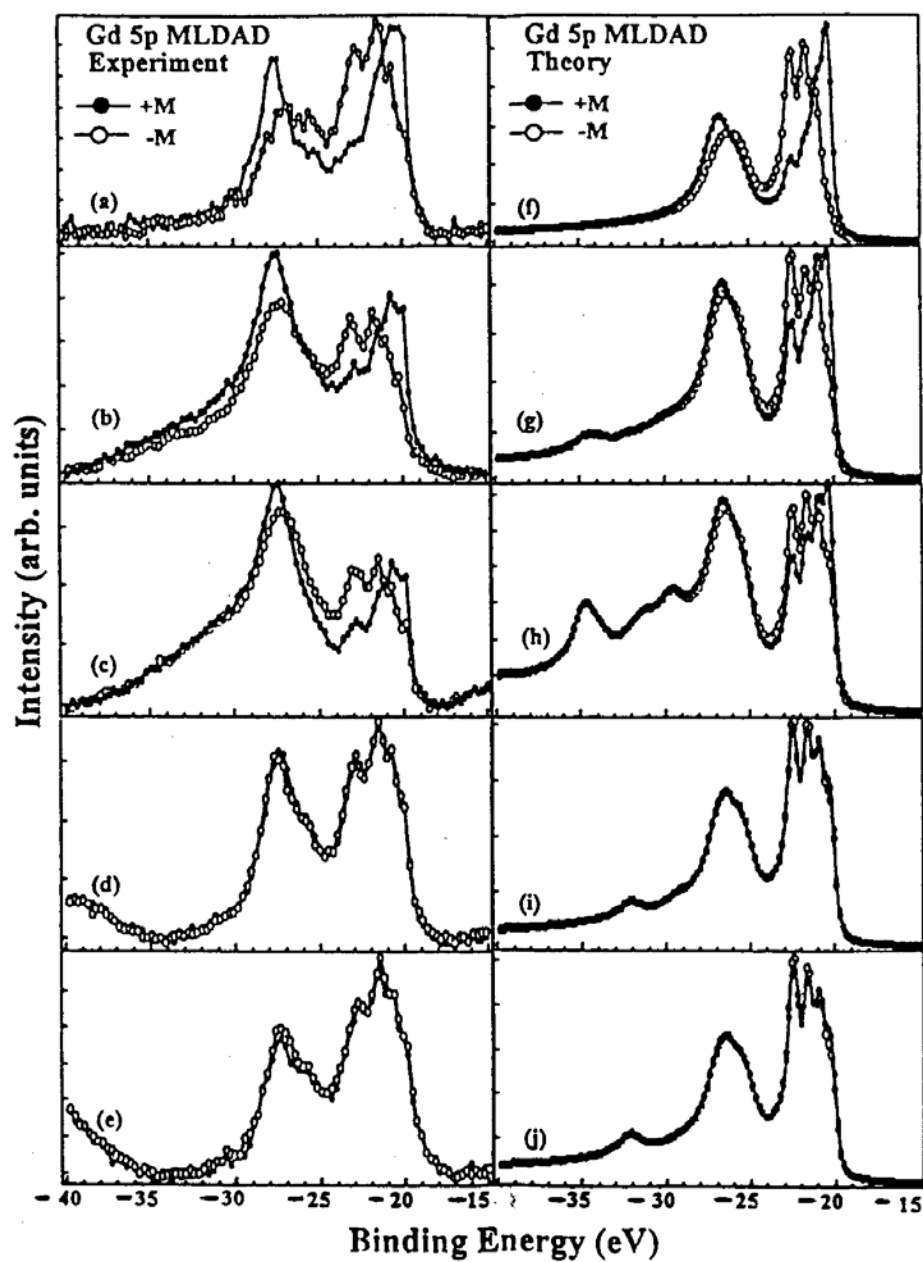 Gd 5p MLDAD
Experiment
+M
-M
(a)
Gd 5p MLDAD
Theory
+M
-M
(f)
(b)
(g)
(c)
(h)
(d)
(i)
(e)
(j)
Intensity (arb. units)
-40 -35 -30 -25 -20 -15 -35 -30 -25 -20 -15
Binding Energy (eV)